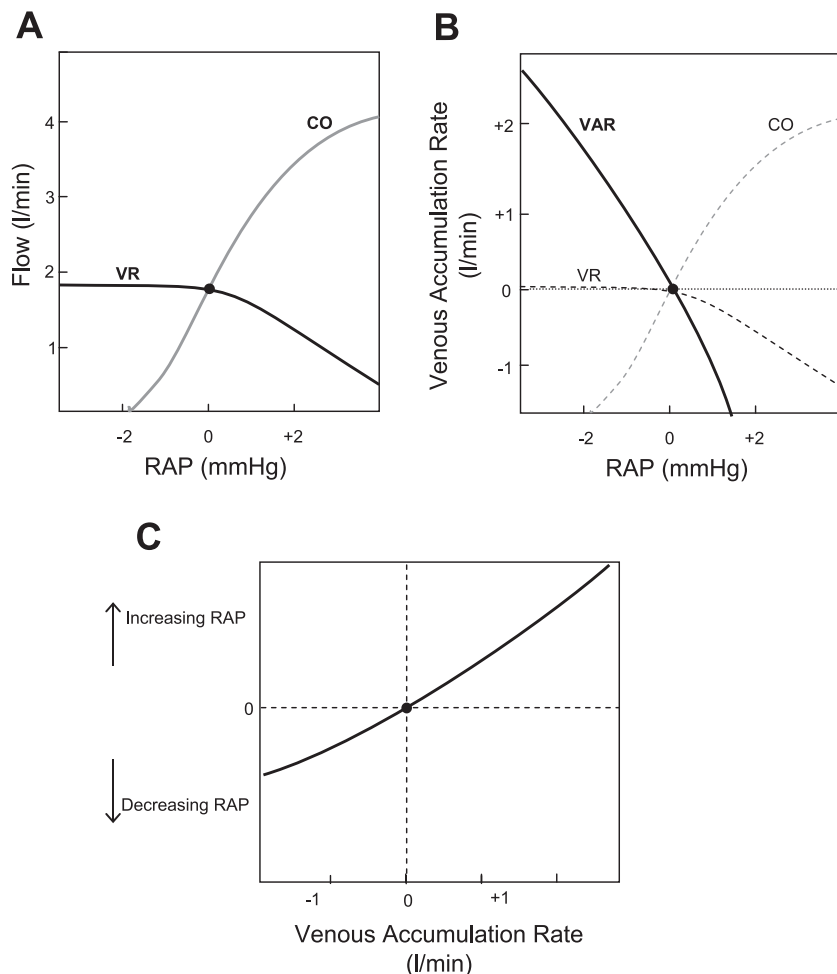 A
Flow (l/min)
4
3
2
1
CO
VR
-2 0 +2
RAP (mmHg)
B
Venous Accumulation Rate
(l/min)
+2
+1
0
-1
VAR
CO
VR
-2 0 +2
RAP (mmHg)
C
Increasing RAP
0
Decreasing RAP
-1 0 +1
Venous Accumulation Rate
(l/min)